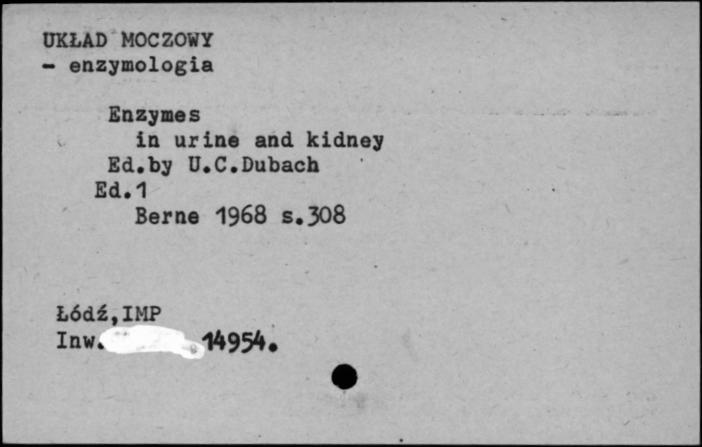 UKŁAD MOCZOWY
- enzymologia
Enzymes
in urine and kidney
Ed.by U.C.Dubach
Ed.1
Berne 1968 s.308
Łódź,IMP
Inw. 14954.